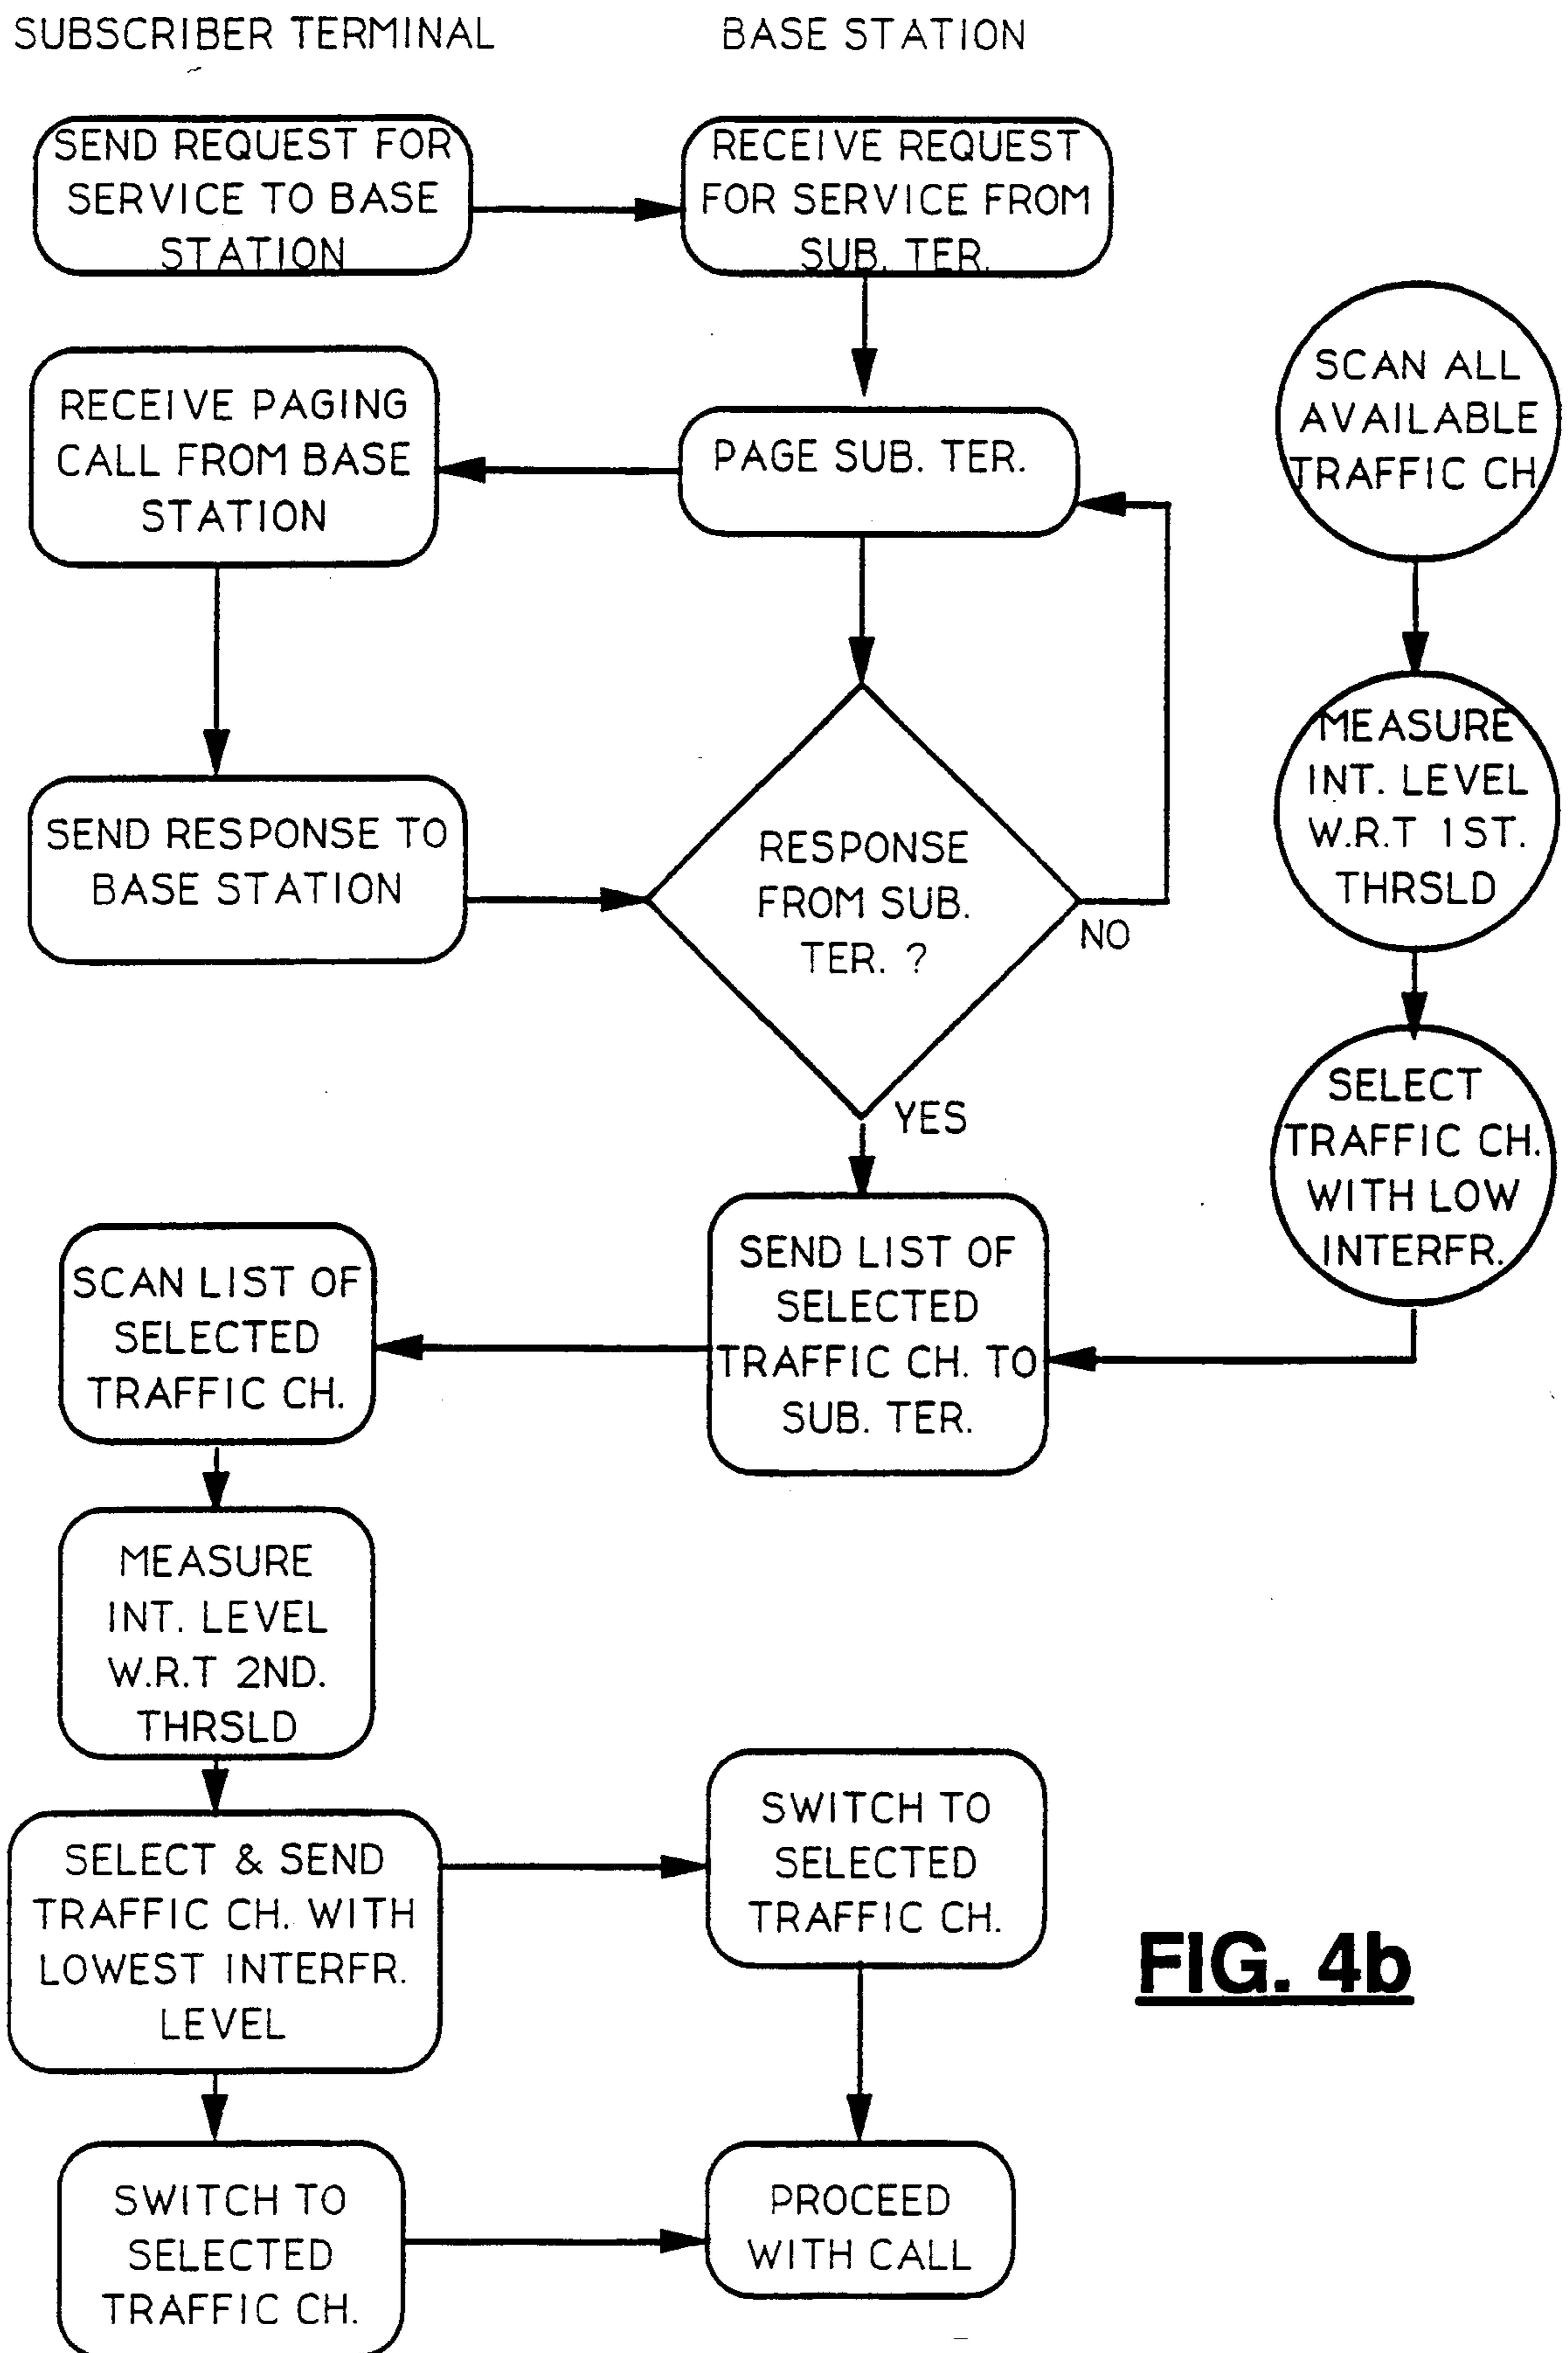 SUBSCRIBER TERMINAL
BASE STATION
SEND REQUEST FOR
SERVICE TO BASE
STATION
RECEIVE REQUEST
FOR SERVICE FROM
SUB. TER.
SCAN ALL
AVAILABLE
TRAFFIC CH.
RECEIVE PAGING
CALL FROM BASE
STATION
PAGE SUB. TER.
MEASURE
INT. LEVEL
W.R.T 1ST.
THRSLD
SEND RESPONSE TO
BASE STATION
RESPONSE
FROM SUB.
TER. ?
NO
YES
SELECT
TRAFFIC CH.
WITH LOW
INTERFR.
SEND LIST OF
SELECTED
TRAFFIC CH. TO
SUB. TER.
SCAN LIST OF
SELECTED
TRAFFIC CH.
MEASURE
INT. LEVEL
W.R.T 2ND.
THRSLD
SELECT & SEND
TRAFFIC CH. WITH
LOWEST INTERFR.
LEVEL
SWITCH TO
SELECTED
TRAFFIC CH.
FIG. 4b
SWITCH TO
SELECTED
TRAFFIC CH.
PROCEED
WITH CALL